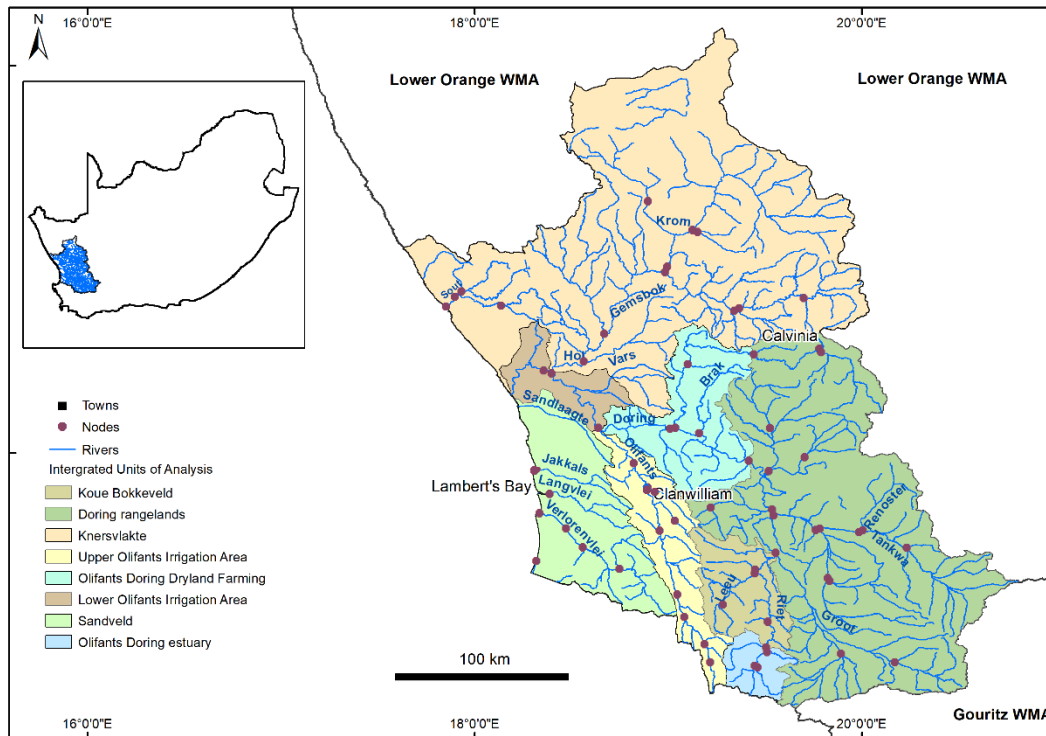 16°0'0"E
18°0'0"E
20°0'0"E
N
Lower Orange WMA
Lower Orange WMA
Krom
Sout
Gemsbok
Calvinia
Hol
Vars
Brak
Sandlaagte
Doring
Towns
Nodes
Rivers
Intergrated Units of Analysis
Koue Bokkeveld
Doring rangelands
Knersvlakte
Upper Olifants Irrigation Area
Olifants Doring Dryland Farming
Lower Olifants Irrigation Area
Sandveld
Olifants Doring estuary
Olifants
Jakkals
Lambert's Bay
Langvlei
Clanwilliam
Verlorenvlei
Renoster
Tankwa
Leeu
Riet
Groot
100 km
Gouritz WMA
16°0'0"E
18°0'0"E
20°0'0"E